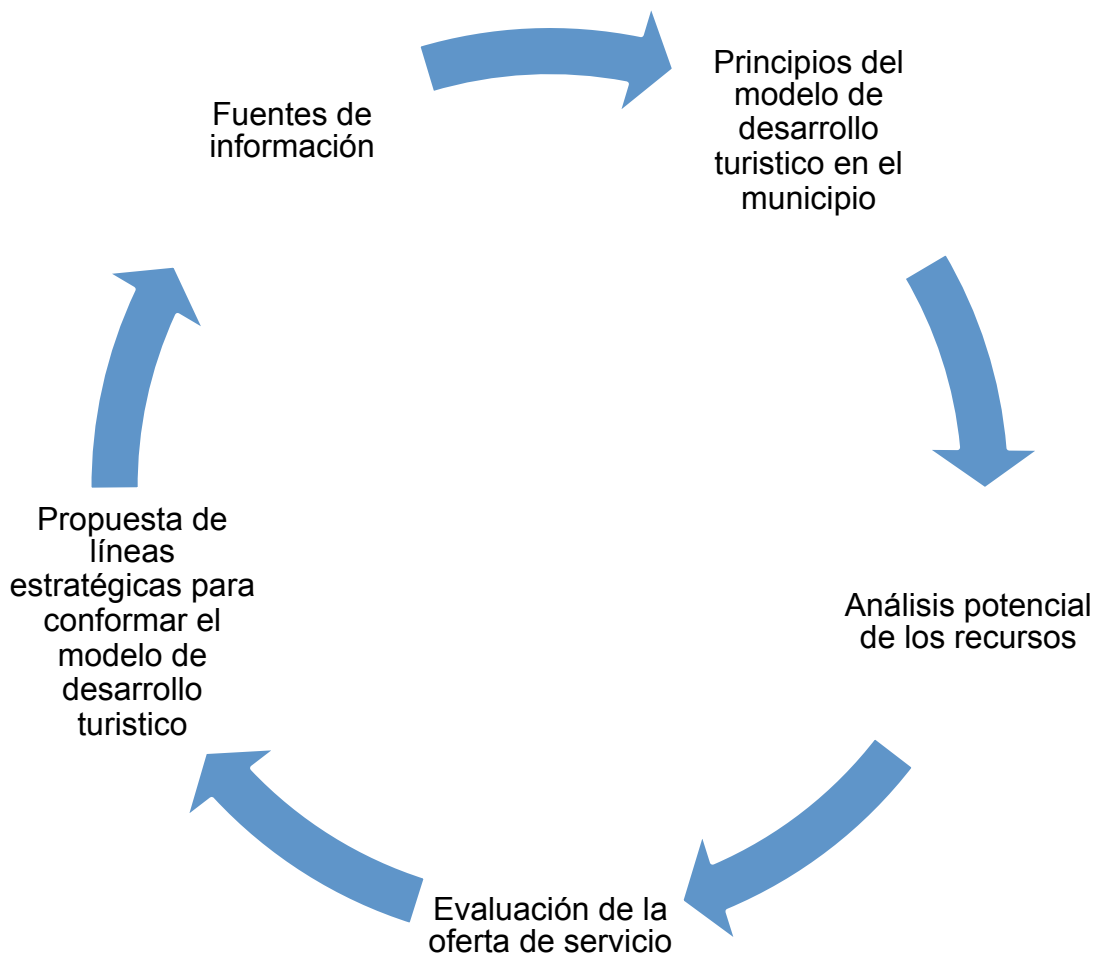 Fuentes de
información
Principios del
modelo de
desarrollo
turistico en el
municipio
Análisis potencial
de los recursos
Evaluación de la
oferta de servicio
Propuesta de
líneas
estratégicas para
conformar el
modelo de
desarrollo
turistico